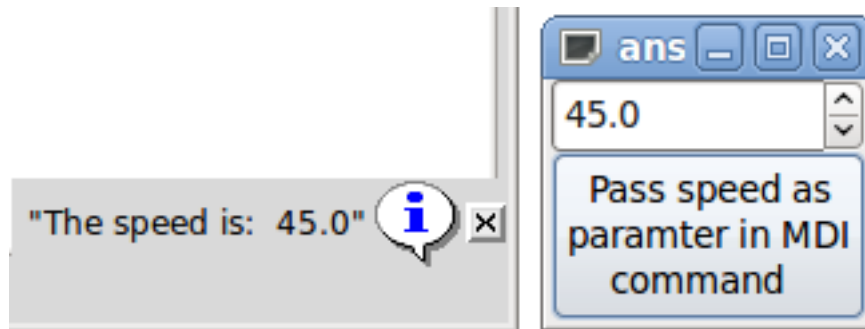 "The speed is:  45.0"
ans
45.0
Pass speed as
paramter in MDI
command